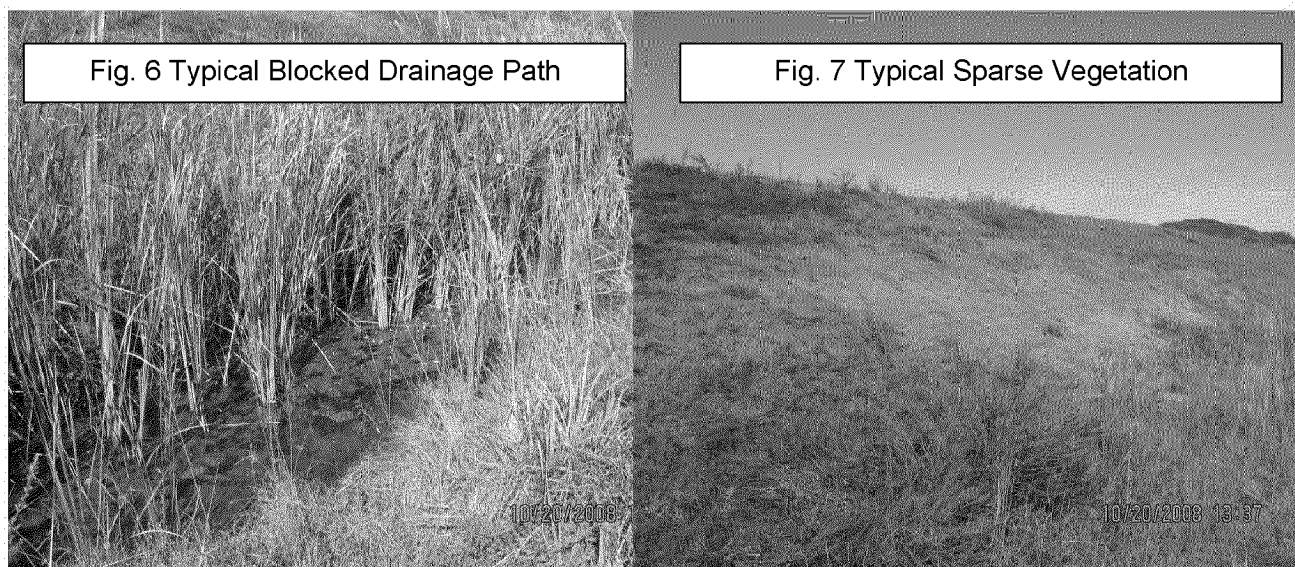 Fig. 6 Typical Blocked Drainage Path
Fig. 7 Typical Sparse Vegetation
10/20/2008
10/20/2008 13:37